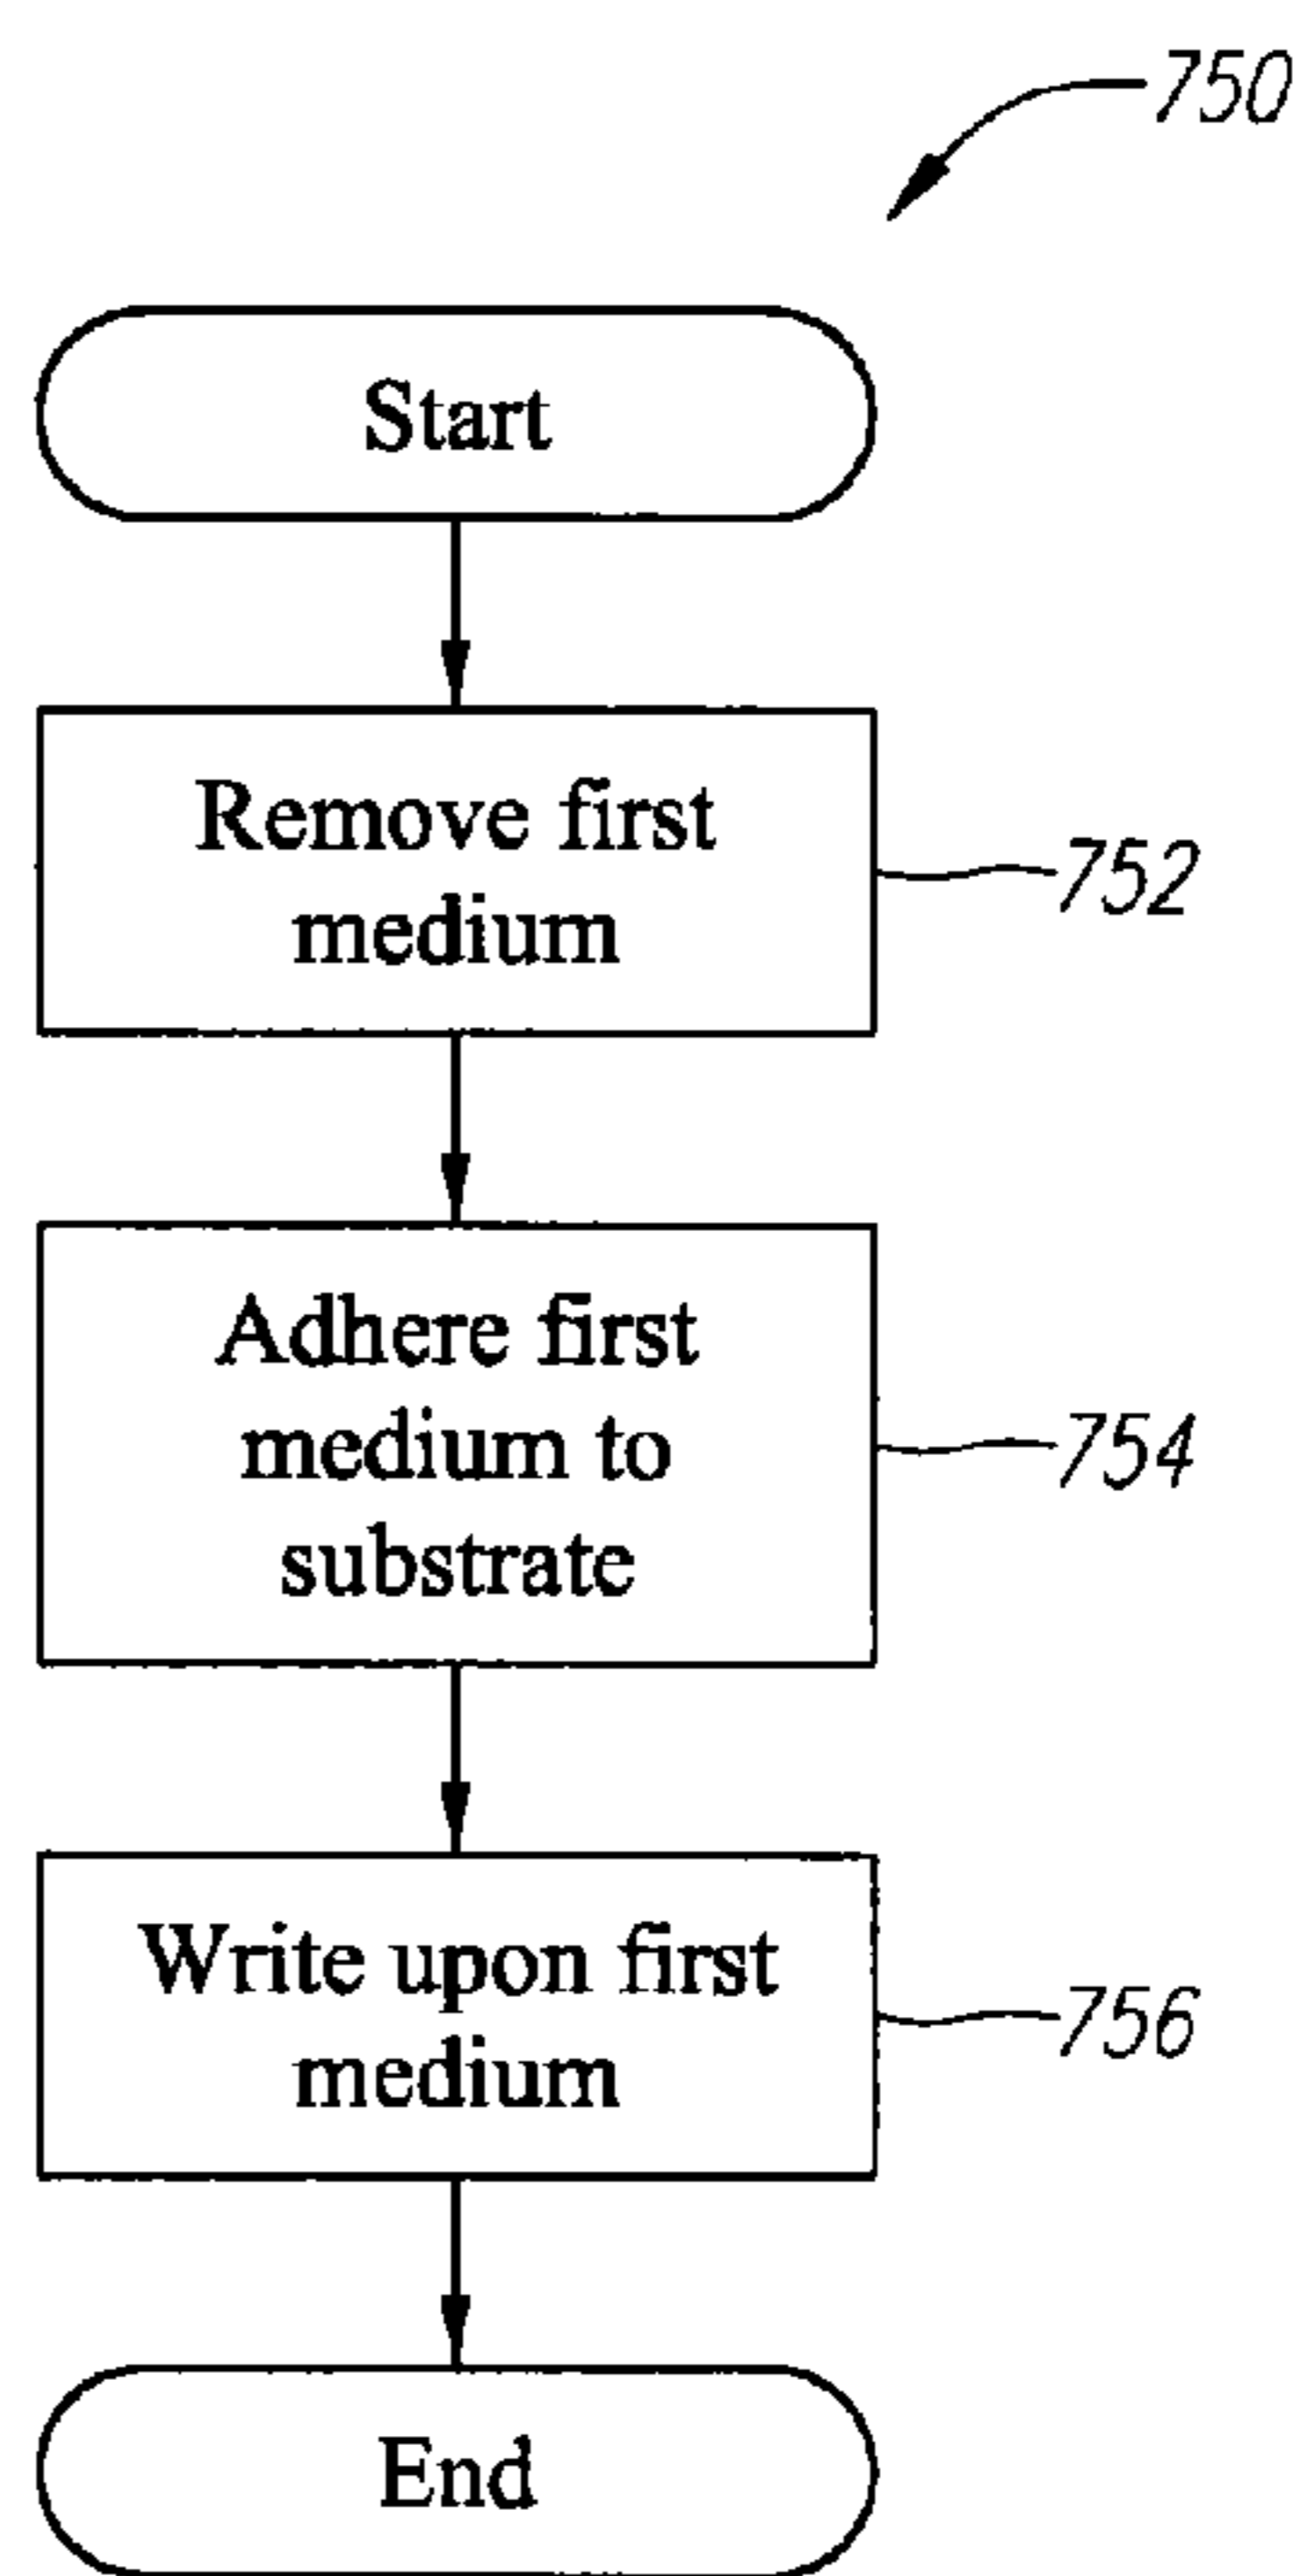 750
Start
Remove first
medium
752
Adhere first
medium to
substrate
754
Write upon first
medium
756
End